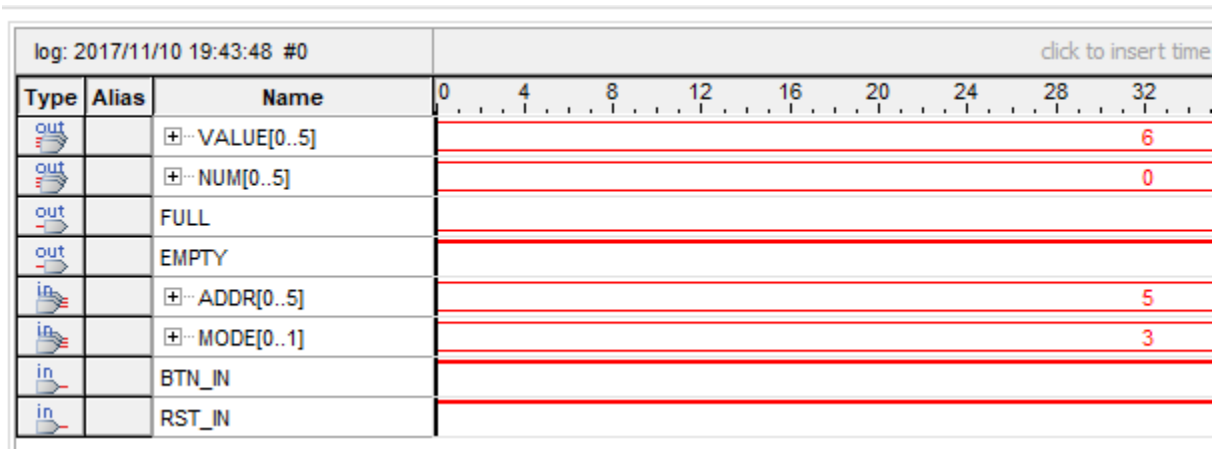 log: 2017/11/10 19:43:48 #0 click to insert time
Type Alias Name 0 4 8 12 16 20 24 28 32
out VALUE[0..5] 6
out NUM[0..5] 0
out FULL
out EMPTY
in ADDR[0..5] 5
in MODE[0..1] 3
in BTN_IN
in RST_IN